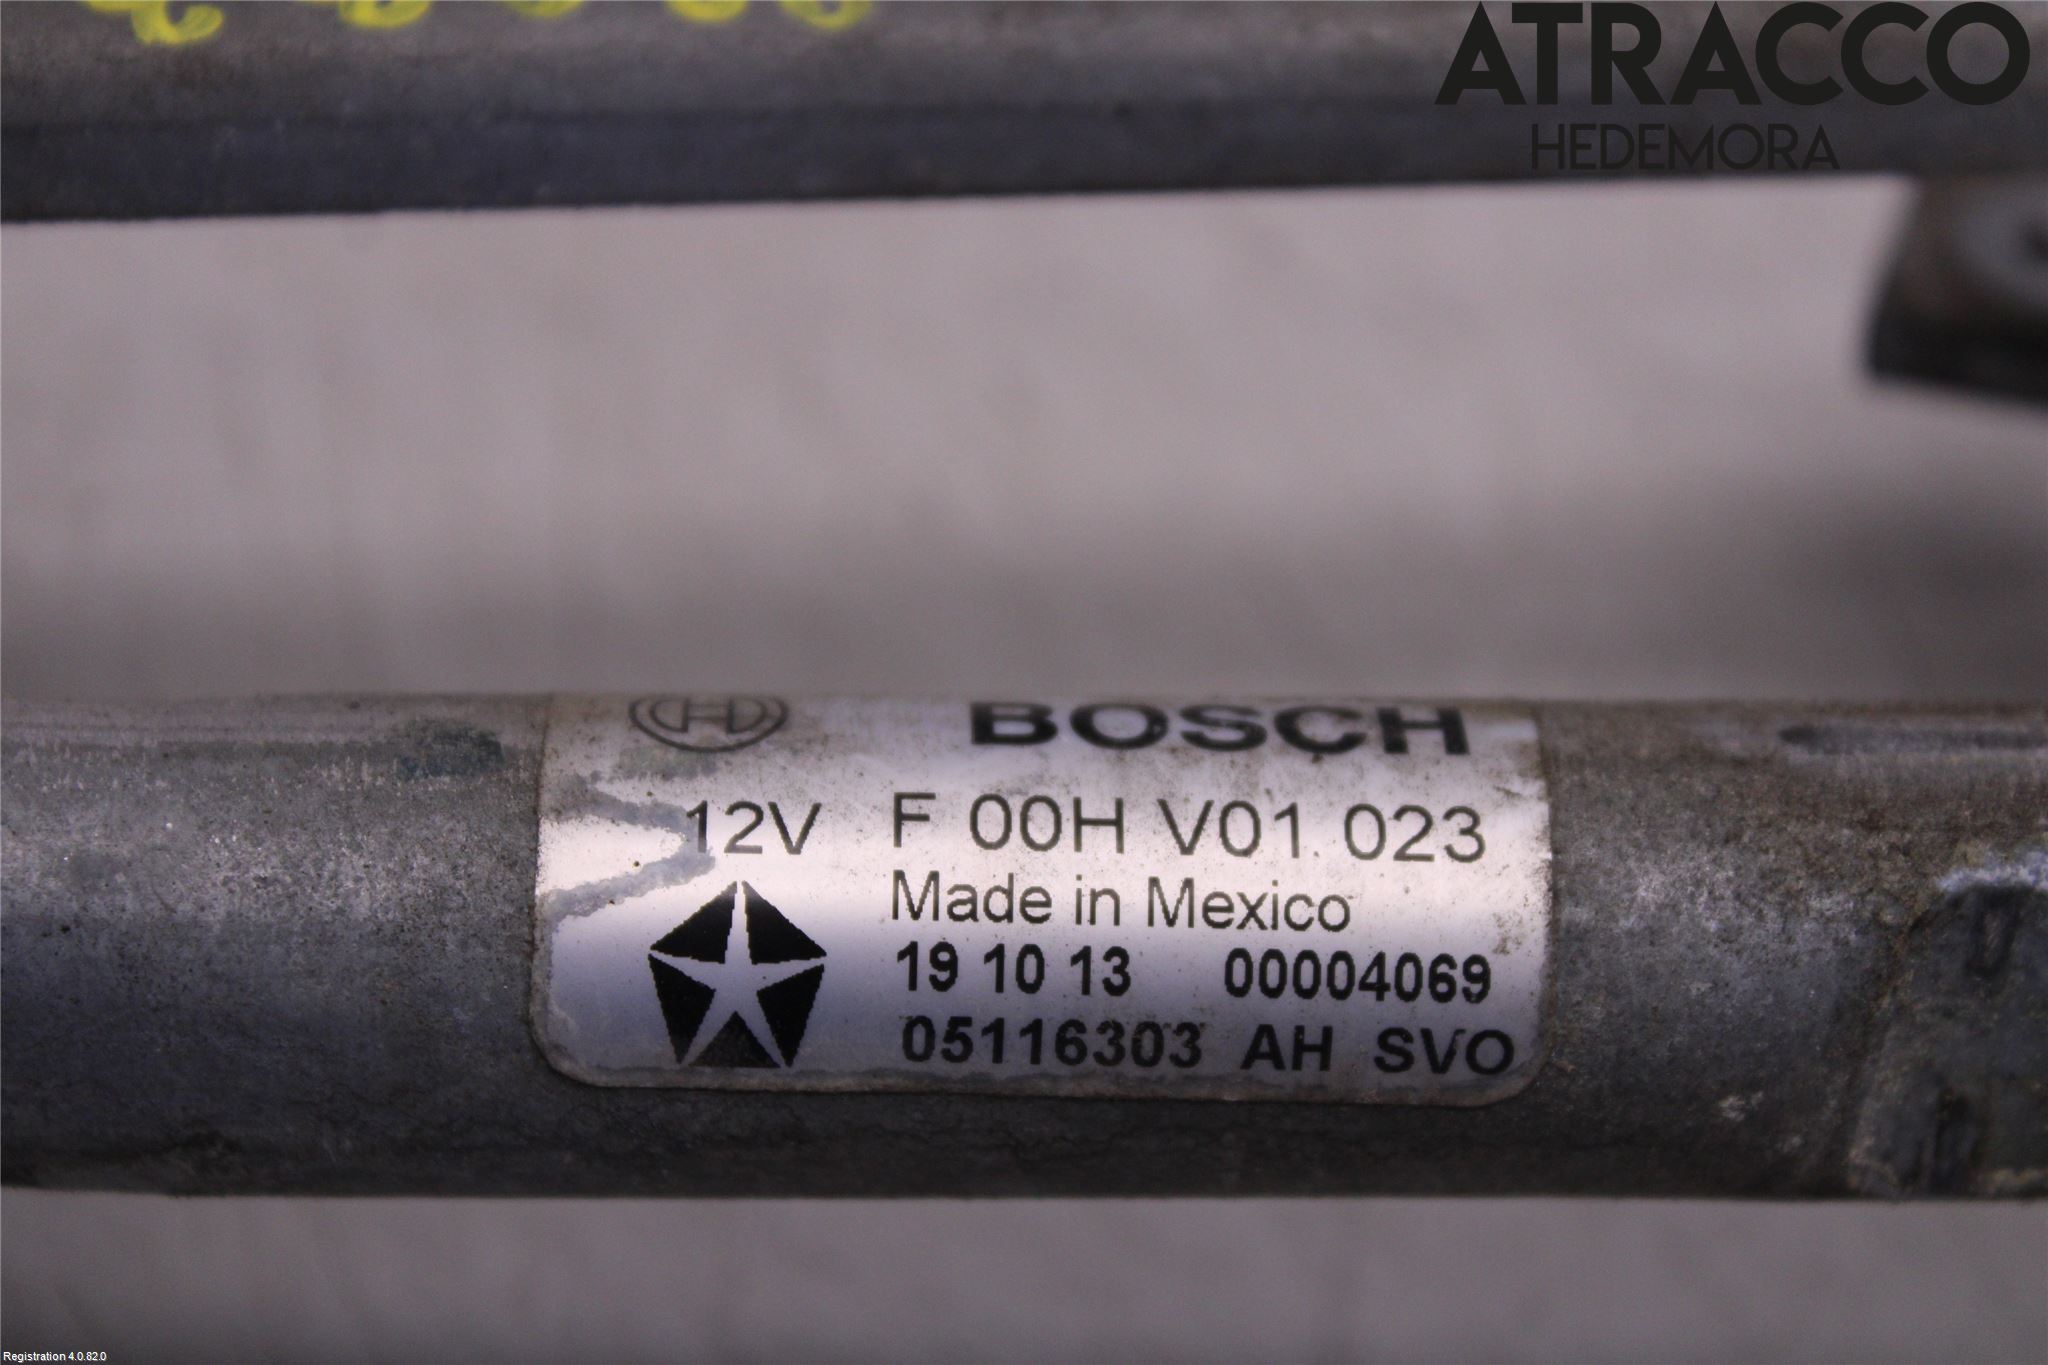 ATRACCO
HEDEMORA
BOSCH
12V F 00H V01 023
Made in Mexico
19 10 13 00004069
05116303 AH SVO
Registration 4.0.82.0